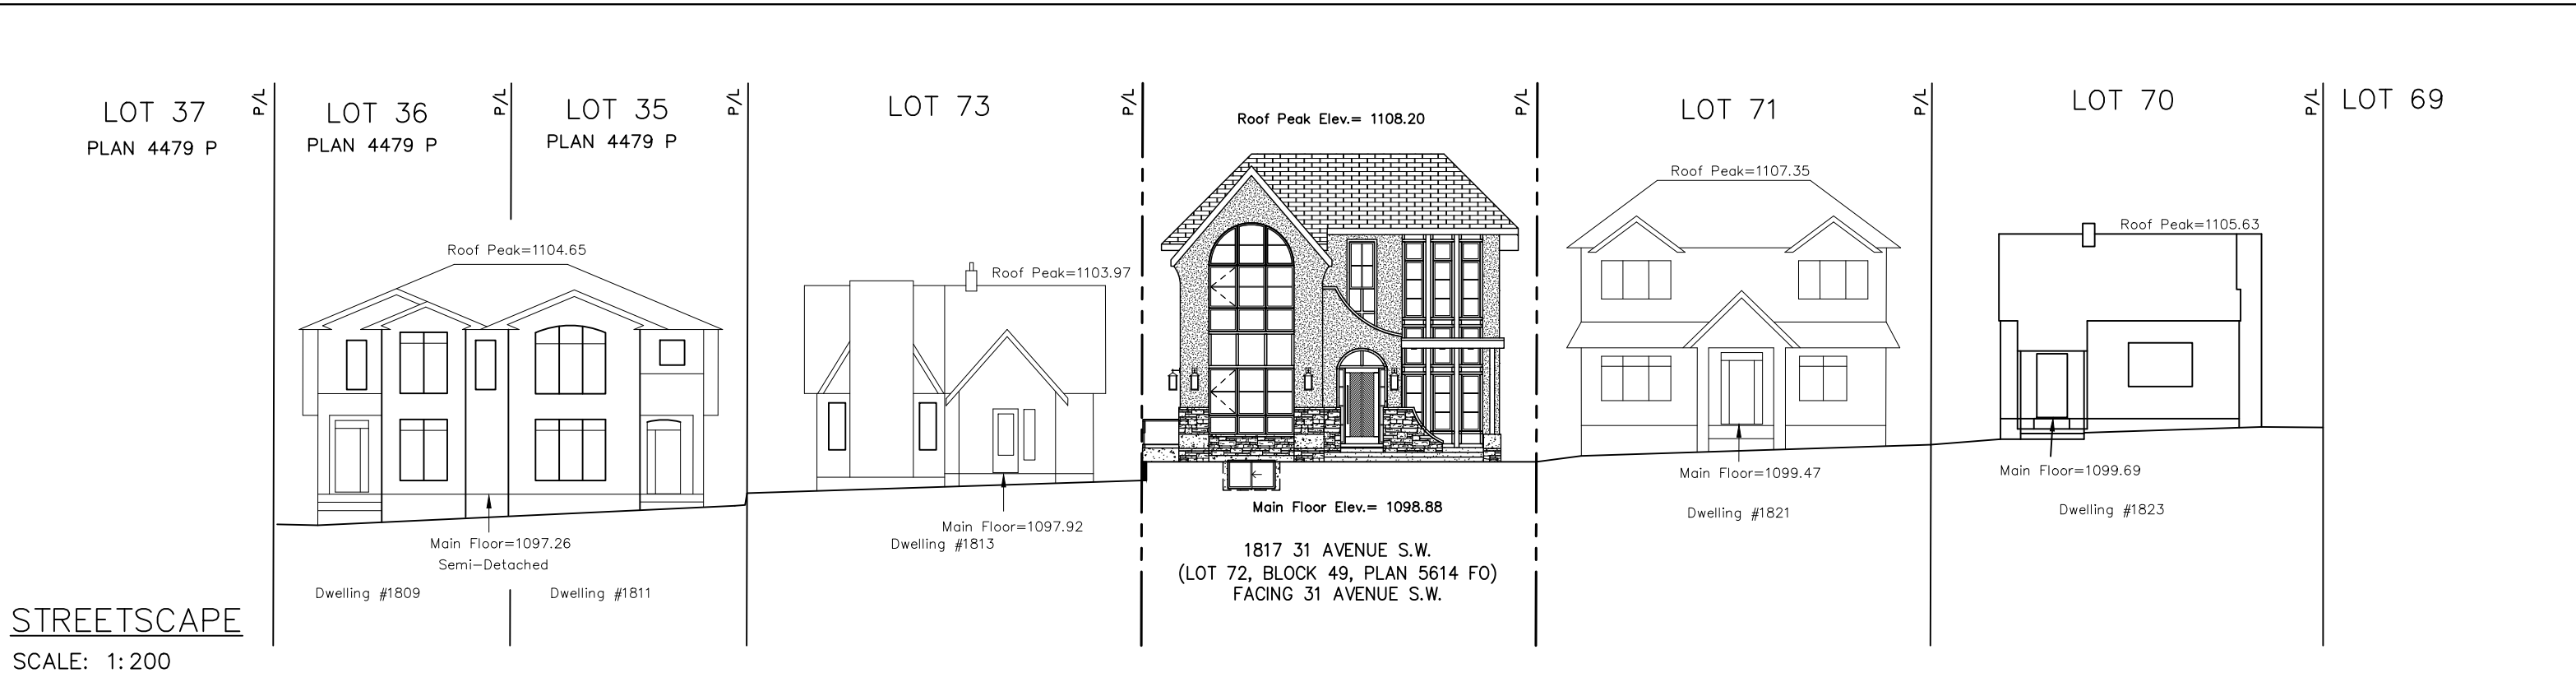 LOT 37
PLAN 4479 P
P/L
LOT 36
PLAN 4479 P
P/L
LOT 35
PLAN 4479 P
P/L
LOT 73
P/L
Roof Peak Elev.= 1108.20
P/L
LOT 71
P/L
LOT 70
P/L
LOT 69
Roof Peak=1104.65
Roof Peak=1103.97
Roof Peak=1107.35
Roof Peak=1105.63
Main Floor=1097.26
Semi-Detached
Dwelling #1809
Dwelling #1811
Main Floor=1097.92
Dwelling #1813
Main Floor Elev.= 1098.88
1817 31 AVENUE S.W.
(LOT 72, BLOCK 49, PLAN 5614 FO)
FACING 31 AVENUE S.W.
Main Floor=1099.47
Dwelling #1821
Main Floor=1099.69
Dwelling #1823
STREETSCAPE
SCALE: 1:200